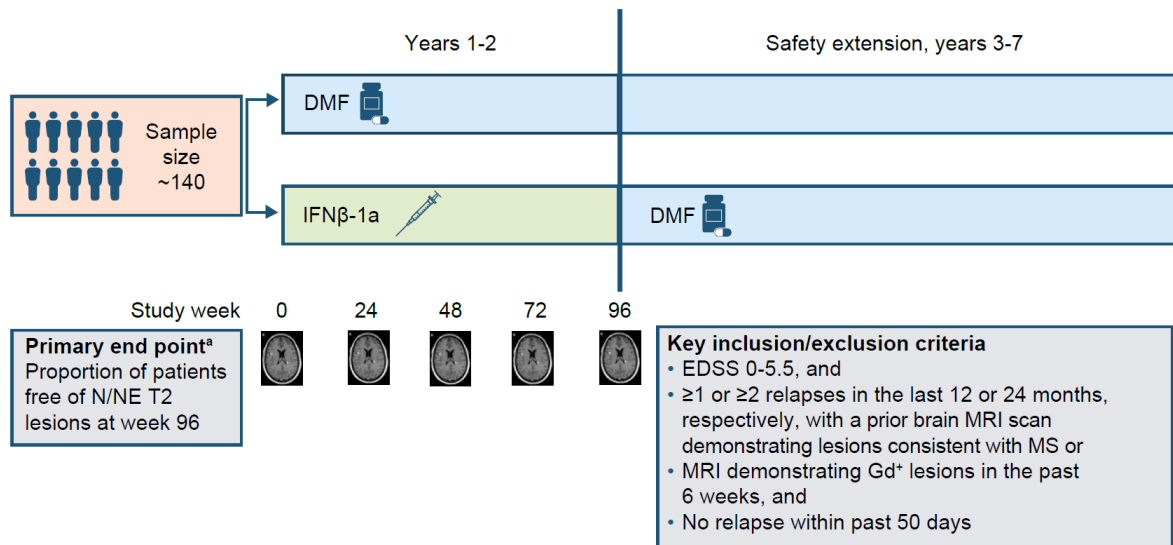 Years 1-2
Safety extension, years 3-7
DMF
Sample
size
~140
IFNβ-1a
DMF
Study week 0 24 48 72 96
Primary end pointᵃ
Proportion of patients
free of N/NE T2
lesions at week 96
Key inclusion/exclusion criteria
• EDSS 0-5.5, and
• ≥1 or ≥2 relapses in the last 12 or 24 months,
respectively, with a prior brain MRI scan
demonstrating lesions consistent with MS or
• MRI demonstrating Gd⁺ lesions in the past
6 weeks, and
• No relapse within past 50 days